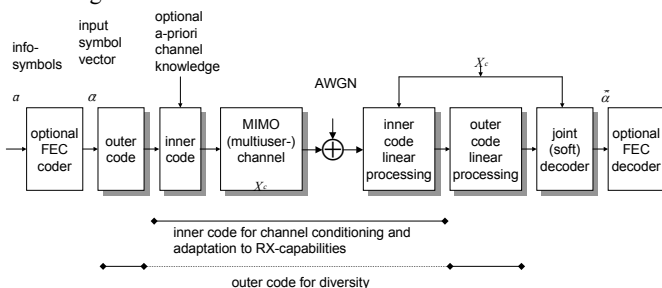 info-
symbols
input
symbol
vector
optional
a-priori
channel
knowledge
AWGN
X_c
a
α
ᾰ
optional
FEC
coder
outer
code
inner
code
MIMO
(multiuser-)
channel
X_c
inner
code
linear
processing
outer
code
linear
processing
joint
(soft)
decoder
optional
FEC
decoder
inner code for channel conditioning and
adaptation to RX-capabilities
outer code for diversity